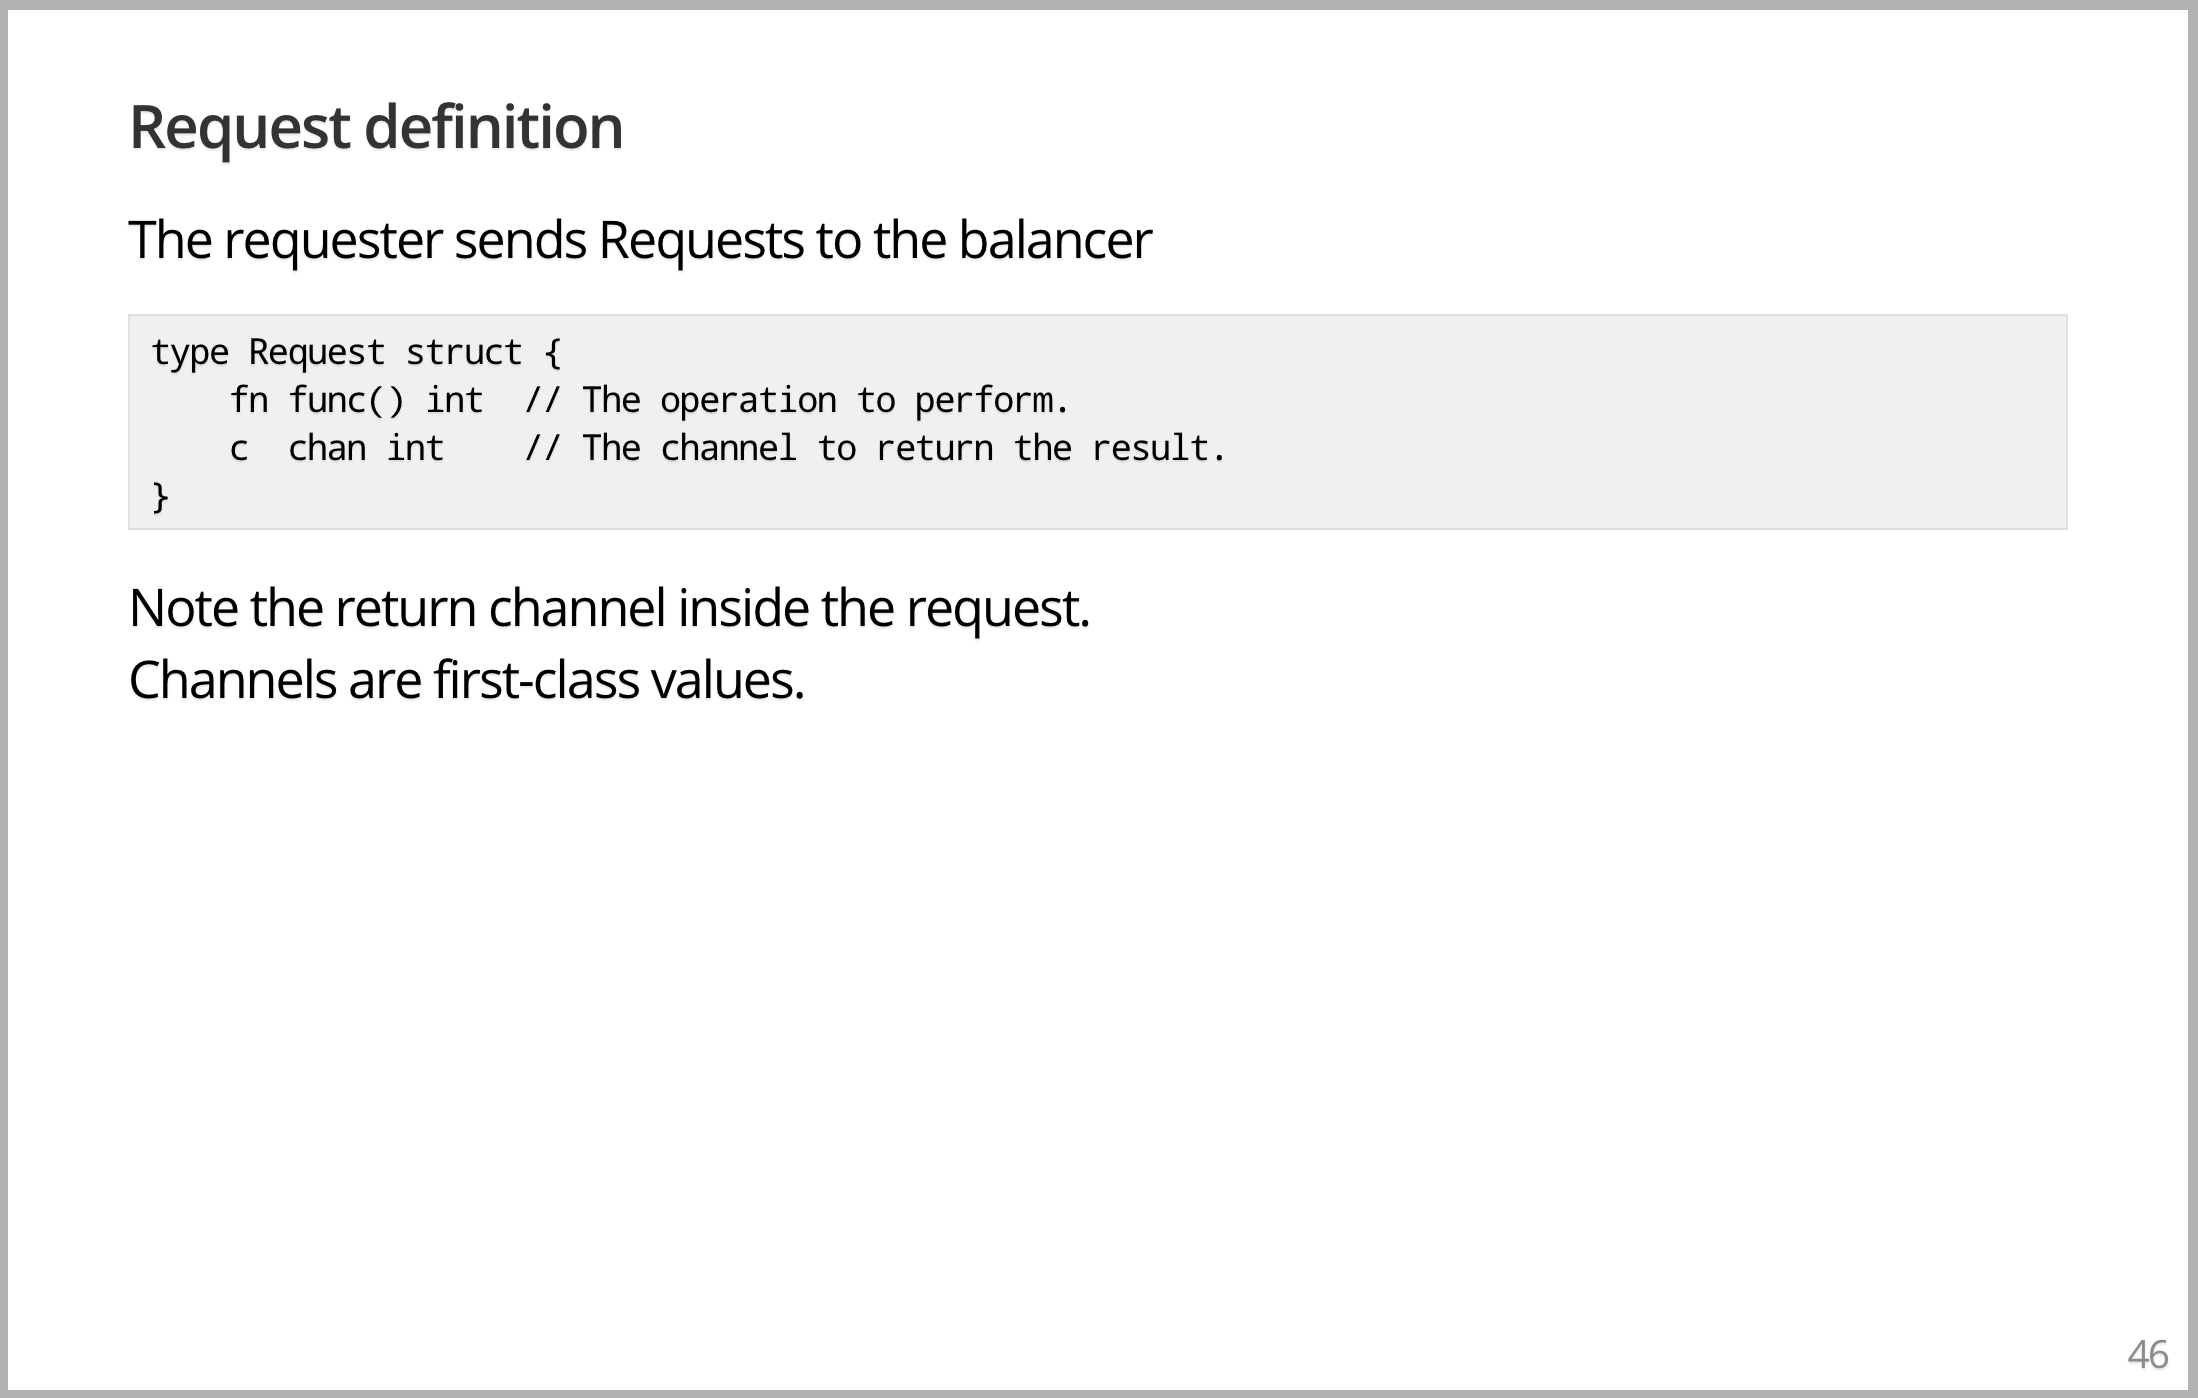 Request definition
The requester sends Requests to the balancer
type Request struct {
    fn func() int  // The operation to perform.
    c  chan int    // The channel to return the result.
}
Note the return channel inside the request.
Channels are first-class values.
46